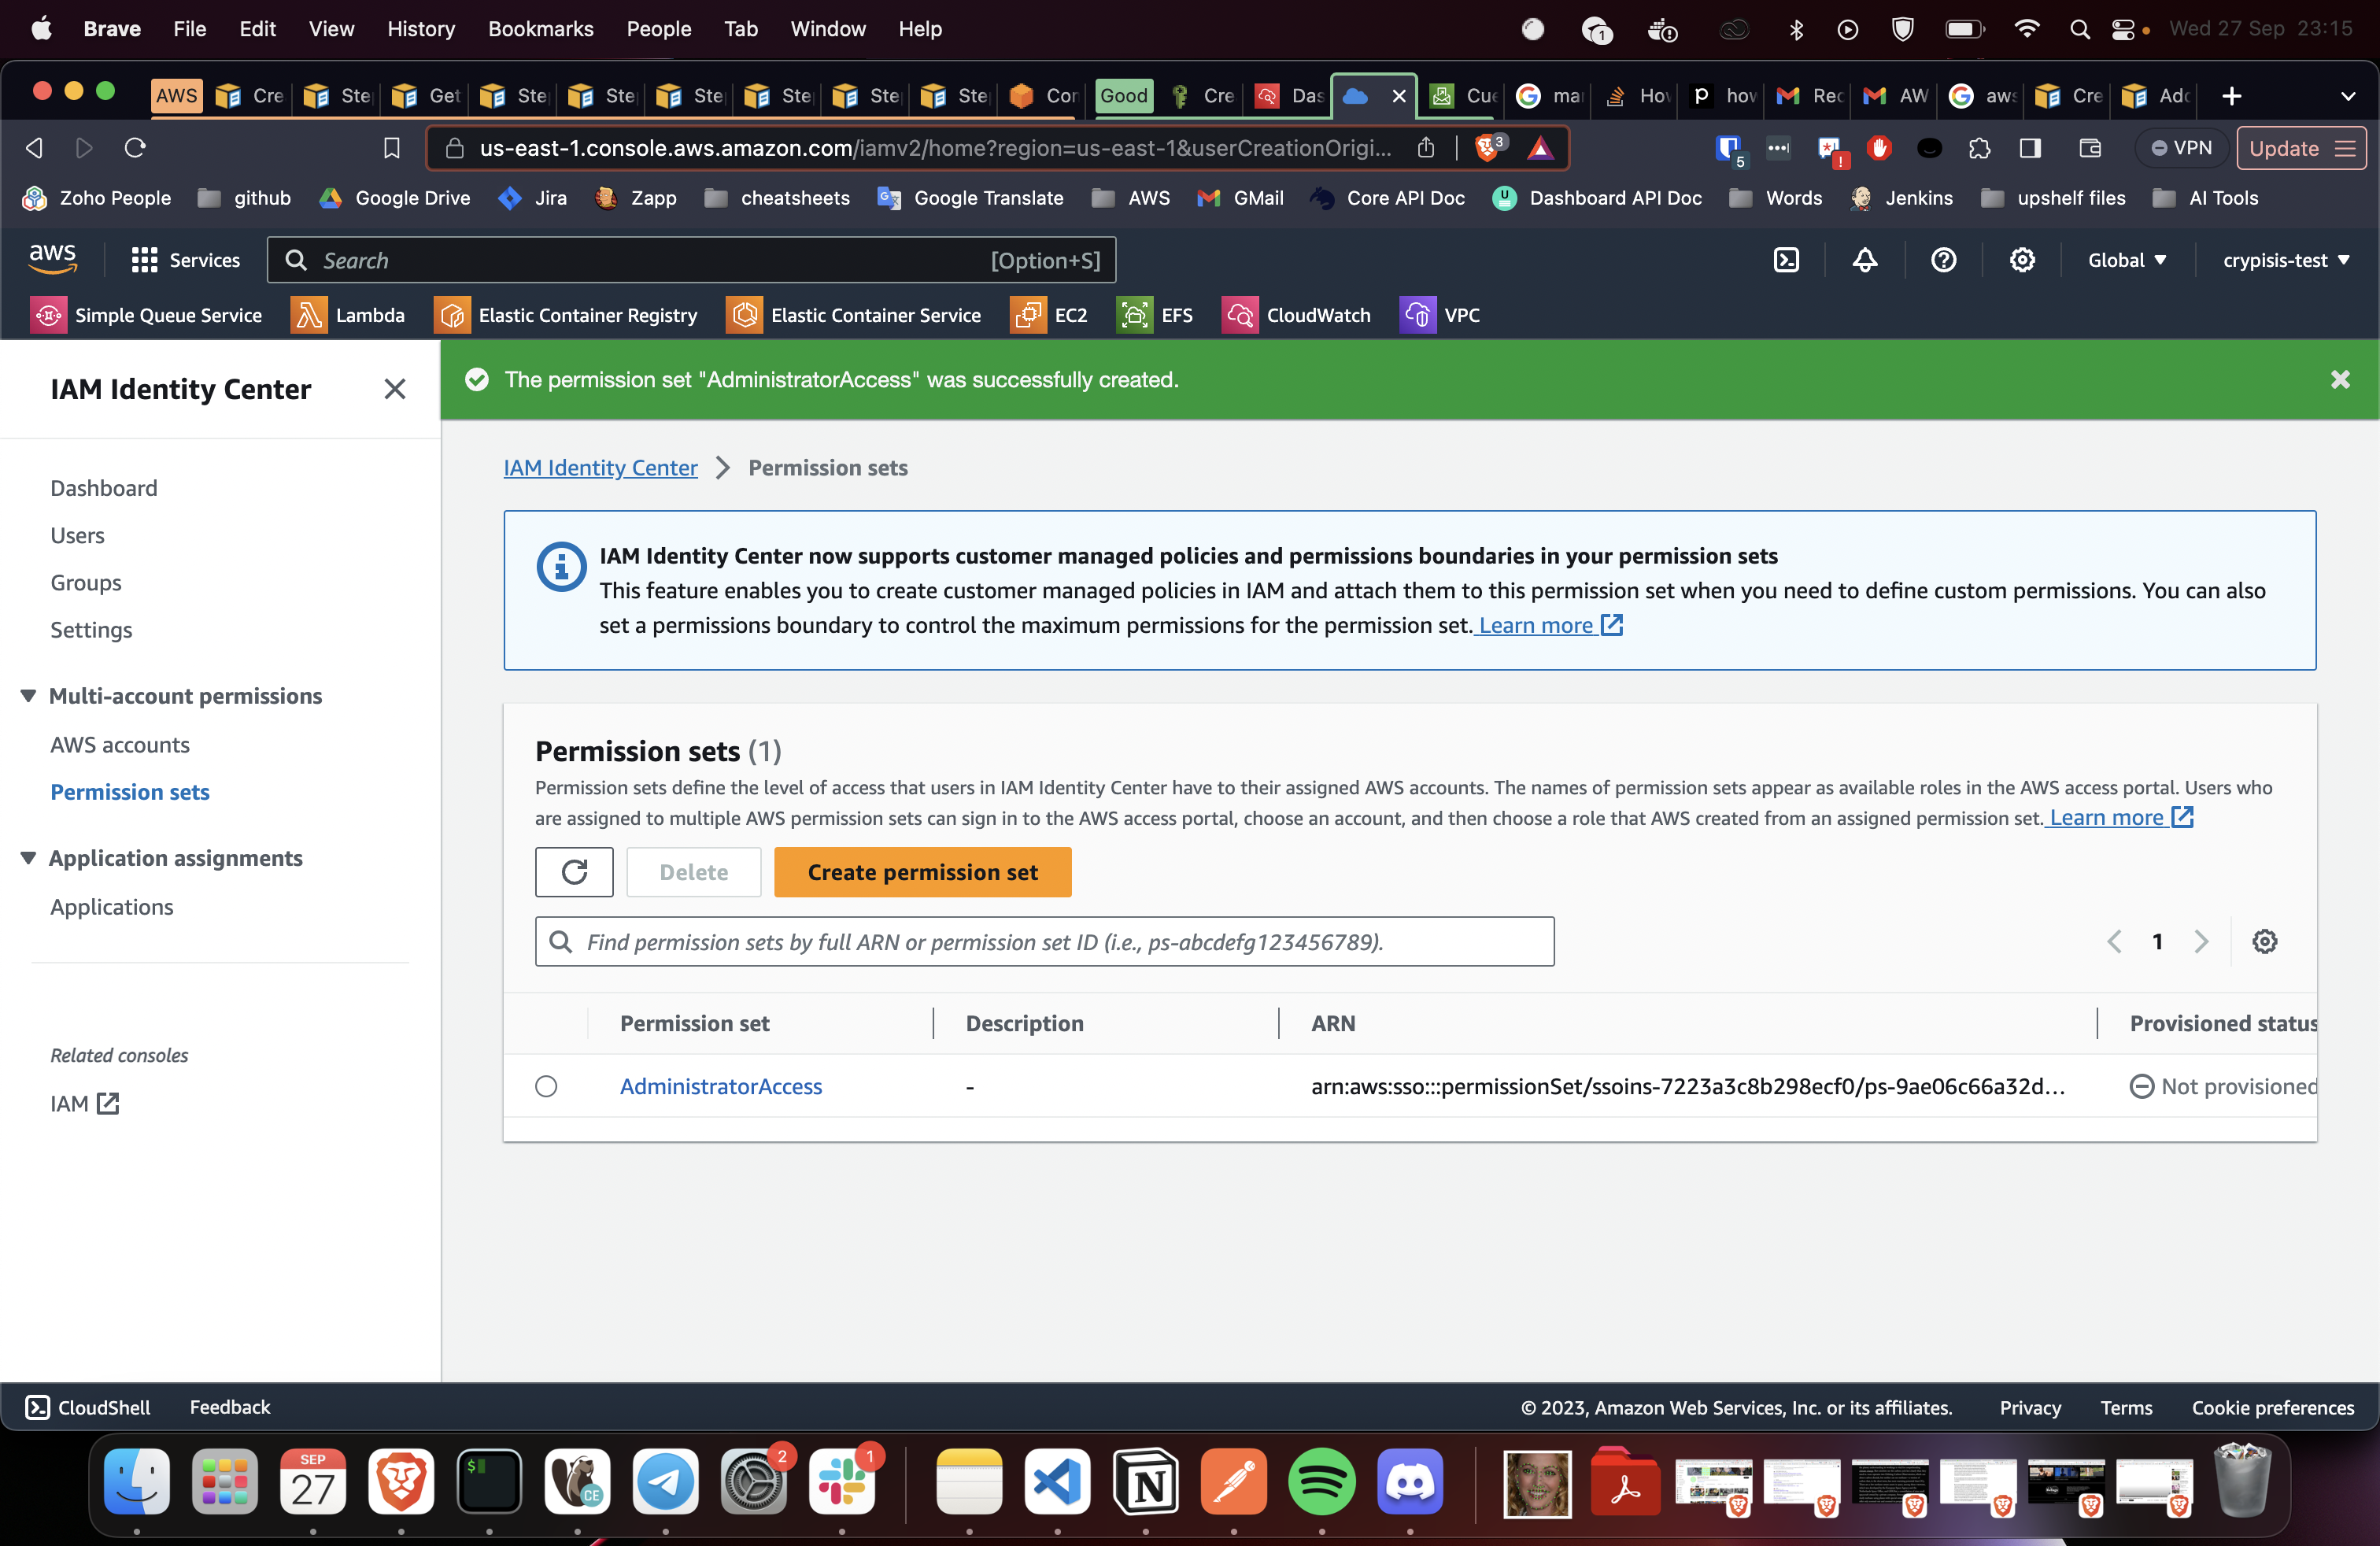 Brave File Edit View History Bookmarks People Tab Window Help 1 Wed 27 Sep 23:15
AWS Cre Ste Get Ste Ste Ste Ste Ste Ste Cor Good Cre Das Cue mar How p how Rec AW aws Cre Add
us-east-1.console.aws.amazon.com/iamv2/home?region=us-east-1&userCreationOrigi... 3 5 ! VPN Update
Zoho People github Google Drive Jira Zapp cheatsheets Google Translate AWS GMail Core API Doc Dashboard API Doc Words Jenkins upshelf files AI Tools
aws Services Search [Option+S] Global crypisis-test
Simple Queue Service Lambda Elastic Container Registry Elastic Container Service EC2 EFS CloudWatch VPC
IAM Identity Center
Dashboard
Users
Groups
Settings
Multi-account permissions
AWS accounts
Permission sets
Application assignments
Applications
Related consoles
IAM
The permission set "AdministratorAccess" was successfully created.
IAM Identity Center > Permission sets
IAM Identity Center now supports customer managed policies and permissions boundaries in your permission sets
This feature enables you to create customer managed policies in IAM and attach them to this permission set when you need to define custom permissions. You can also
set a permissions boundary to control the maximum permissions for the permission set. Learn more
Permission sets (1)
Permission sets define the level of access that users in IAM Identity Center have to their assigned AWS accounts. The names of permission sets appear as available roles in the AWS access portal. Users who
are assigned to multiple AWS permission sets can sign in to the AWS access portal, choose an account, and then choose a role that AWS created from an assigned permission set. Learn more
Delete Create permission set
Find permission sets by full ARN or permission set ID (i.e., ps-abcdefg123456789). 1
Permission set Description ARN Provisioned status
AdministratorAccess - arn:aws:sso:::permissionSet/ssoins-7223a3c8b298ecf0/ps-9ae06c66a32d... Not provisioned
CloudShell Feedback © 2023, Amazon Web Services, Inc. or its affiliates. Privacy Terms Cookie preferences
SEP
27 $ CE 2 1